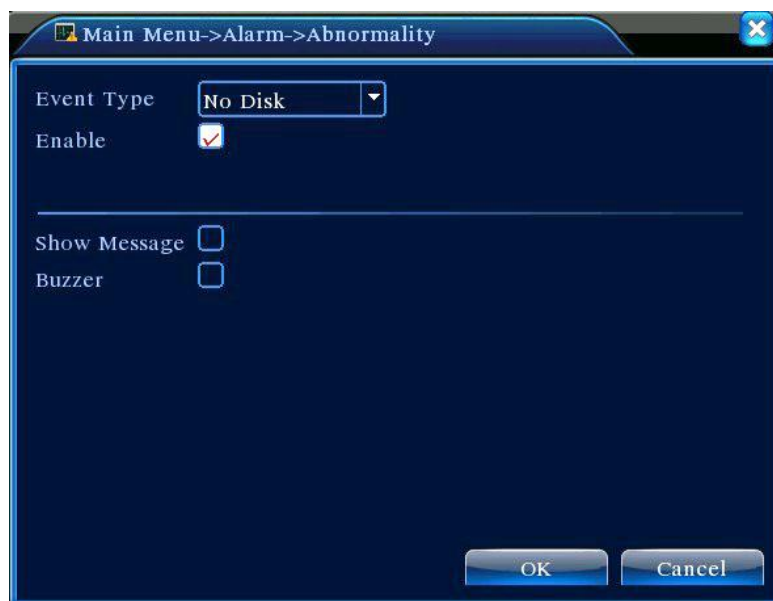 Main Menu->Alarm->Abnormality
Event Type No Disk
Enable
Show Message
Buzzer
OK Cancel